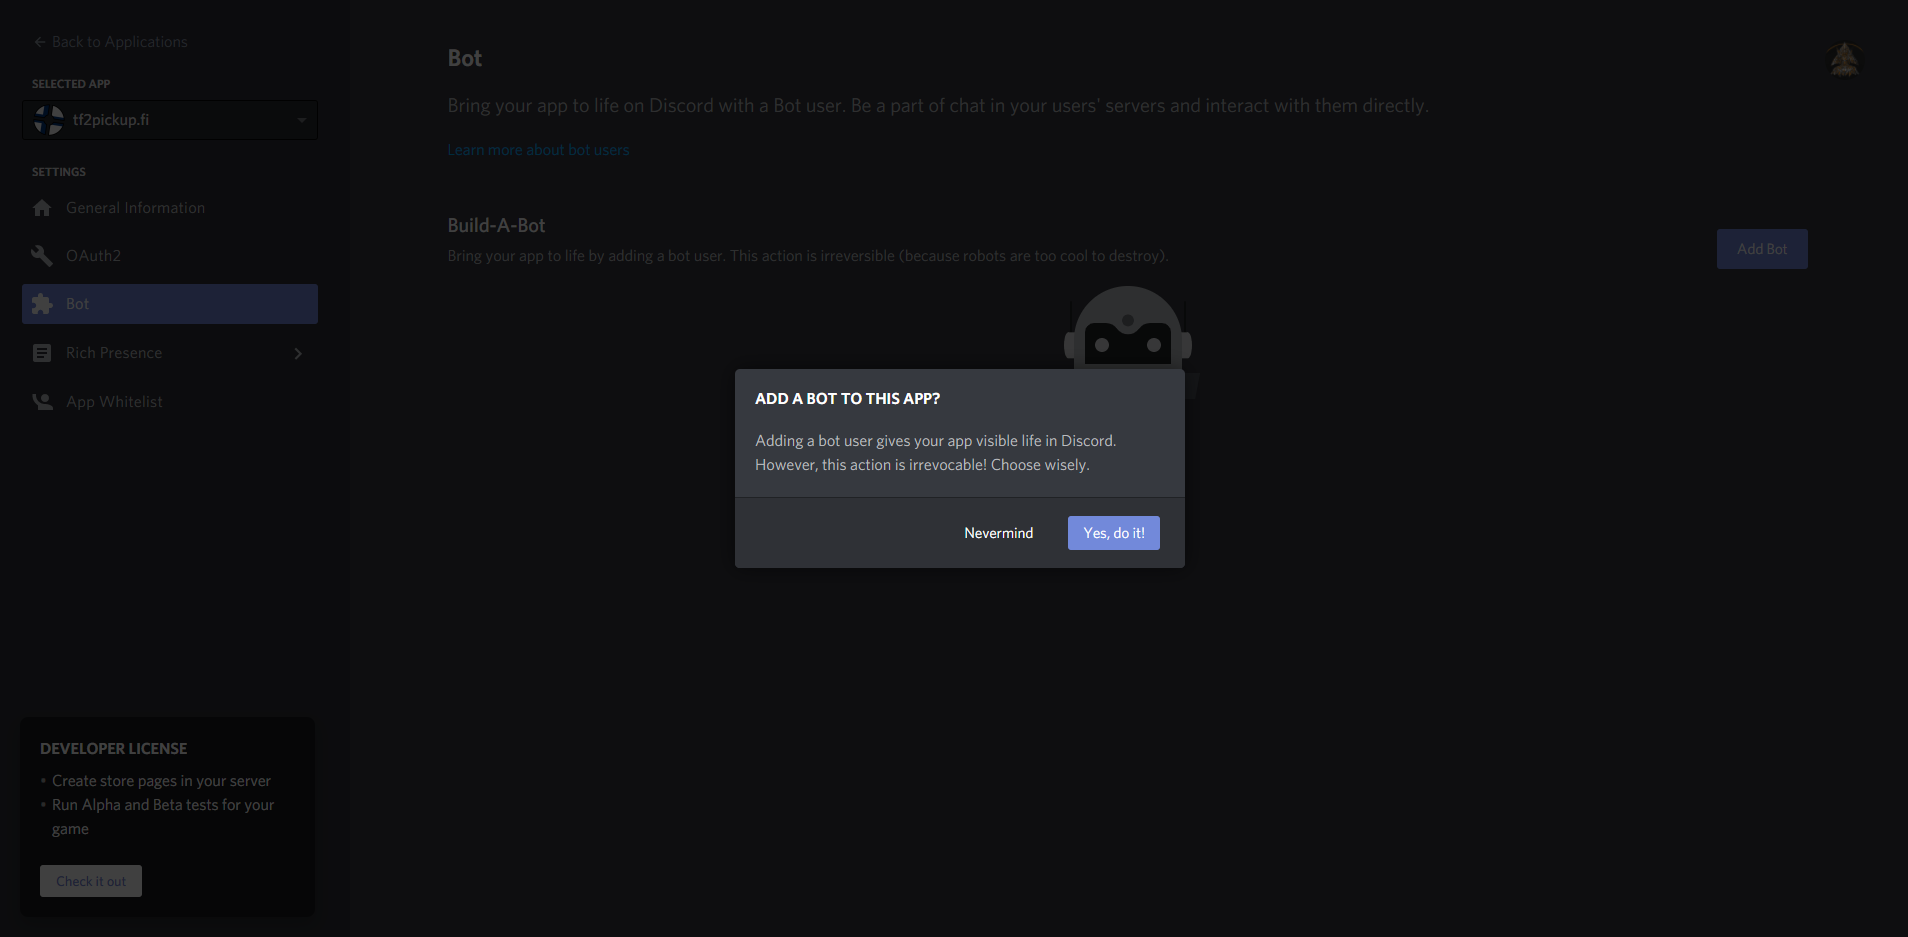 Back to Applications
SELECTED APP
tf2pickup.fi
SETTINGS
General Information
OAuth2
Bot
Rich Presence
App Whitelist
DEVELOPER LICENSE
• Create store pages in your server
• Run Alpha and Beta tests for your
game
Check it out
Bot
Bring your app to life on Discord with a Bot user. Be a part of chat in your users' servers and interact with them directly.
Learn more about bot users
Build-A-Bot
Bring your app to life by adding a bot user. This action is irreversible (because robots are too cool to destroy).
Add Bot
ADD A BOT TO THIS APP?
Adding a bot user gives your app visible life in Discord.
However, this action is irrevocable! Choose wisely.
Nevermind
Yes, do it!